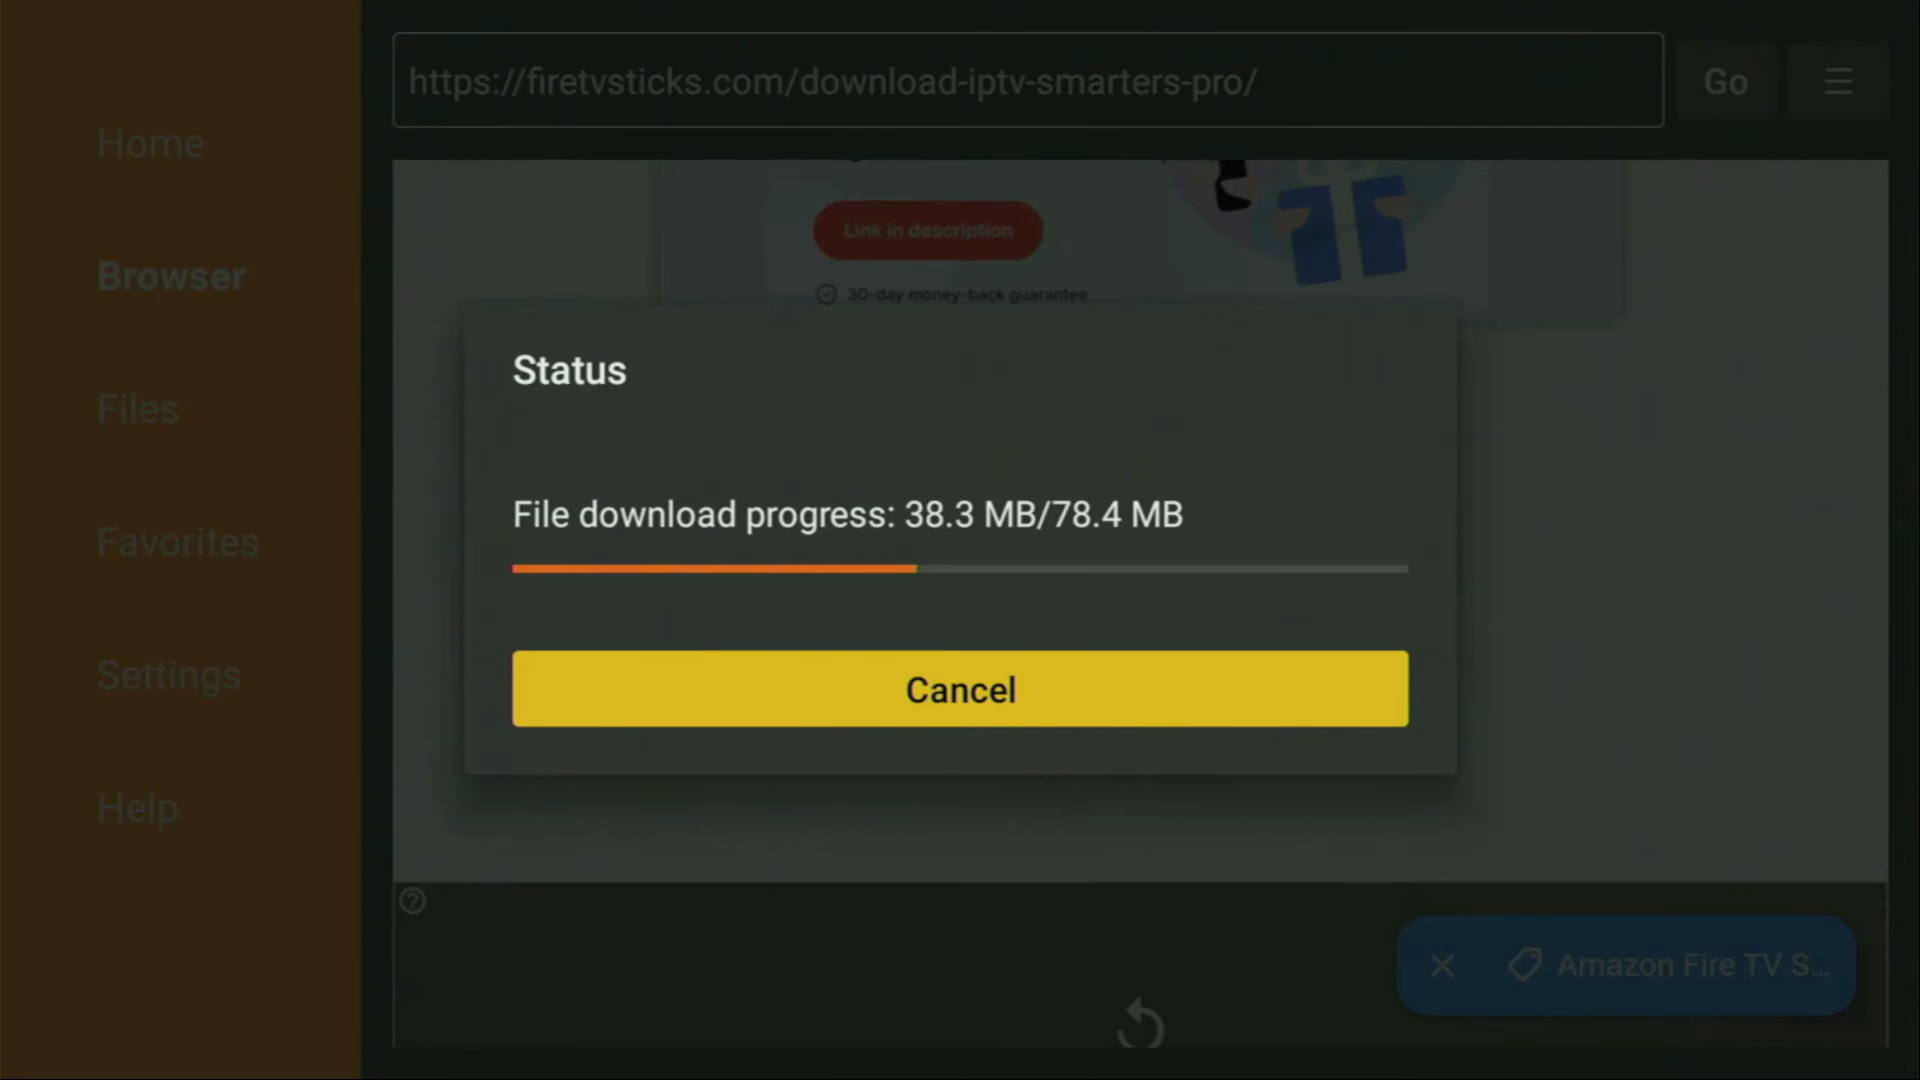 https://firetvsticks.com/download-iptv-smarters-pro/
Go
Home
Browser
Files
Favorites
Settings
Help
Link in description
30-day money-back guarantee
Status
File download progress: 38.3 MB/78.4 MB
Cancel
Amazon Fire TV S...